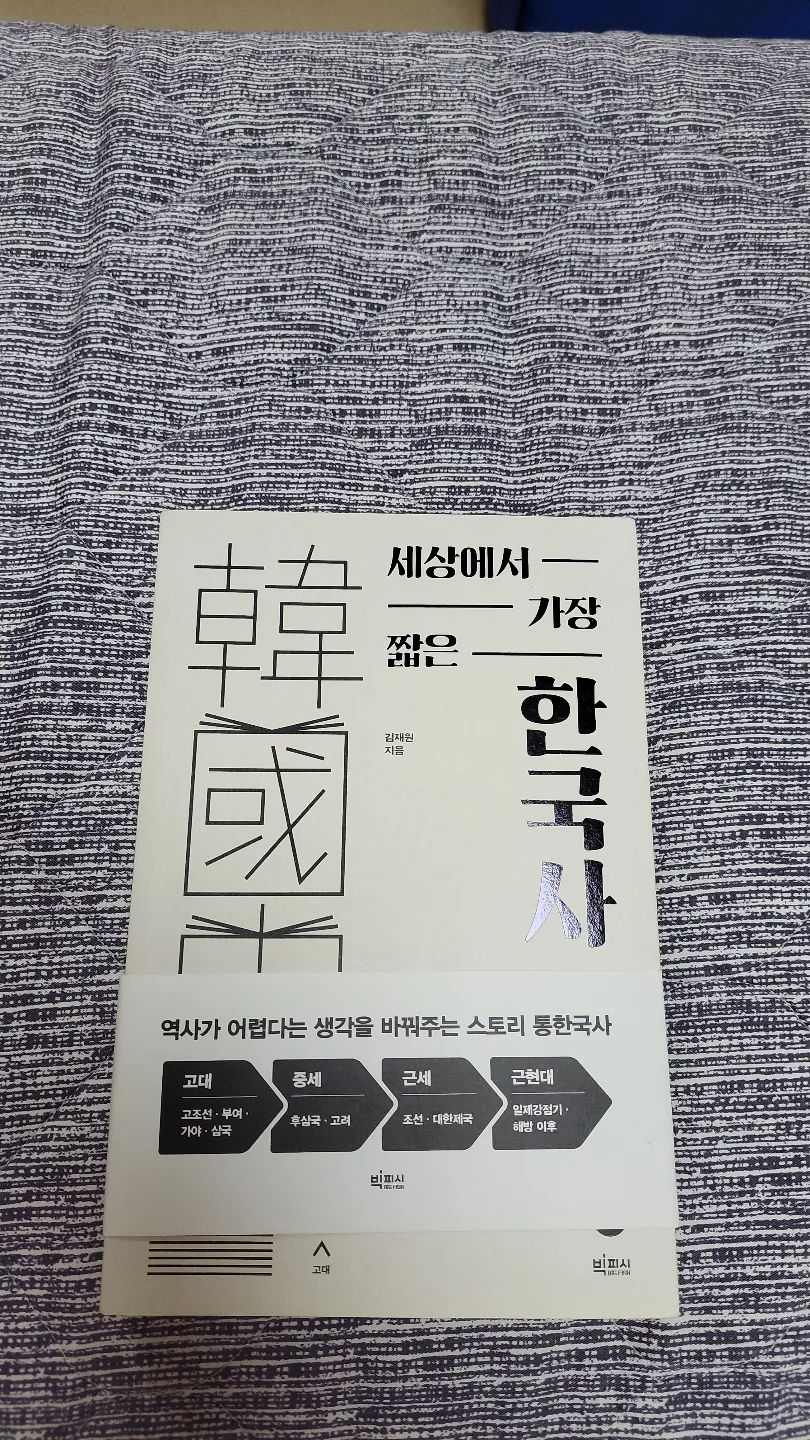 韓國
세상에서
가장
짧은
한국사
김재원
지음
역사가 어렵다는 생각을 바꿔주는 스토리 통한국사
고대
고조선 · 부여 ·
가야 · 삼국
중세
후삼국 · 고려
근세
조선 · 대한제국
근현대
일제강점기 ·
해방 이후
빅피시
고대
빅피시